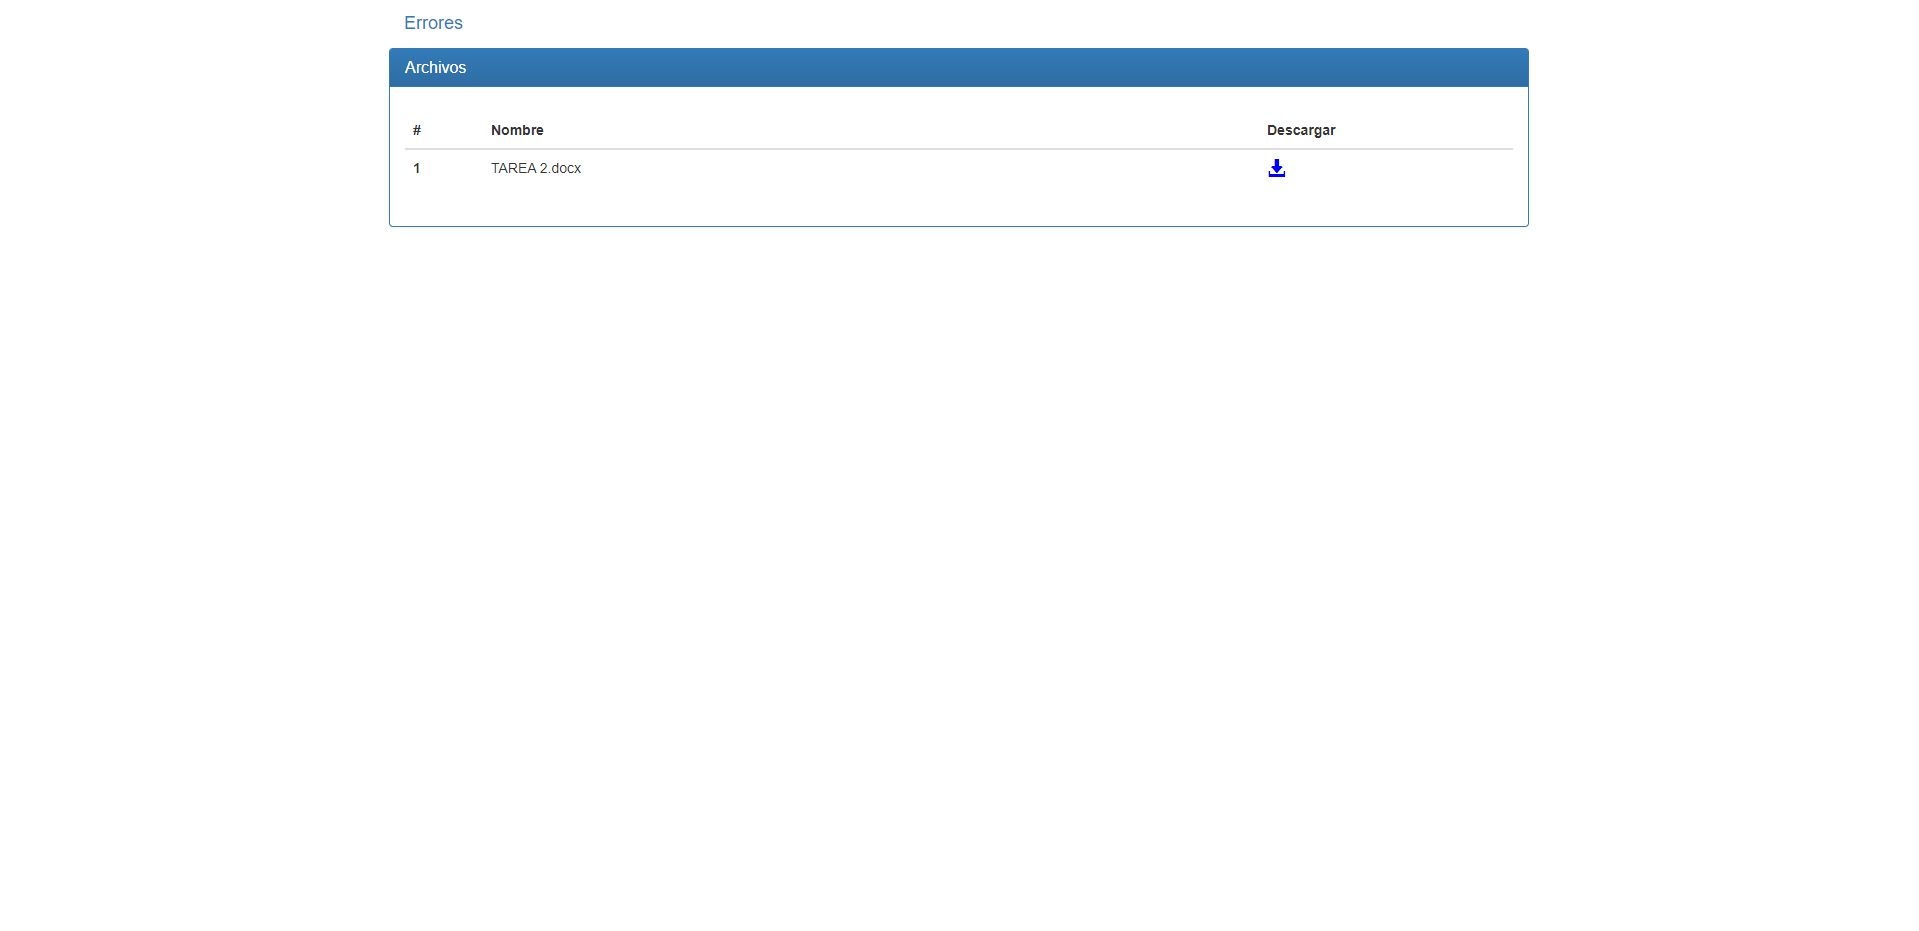 Errores
Archivos
# Nombre Descargar
1 TAREA 2.docx